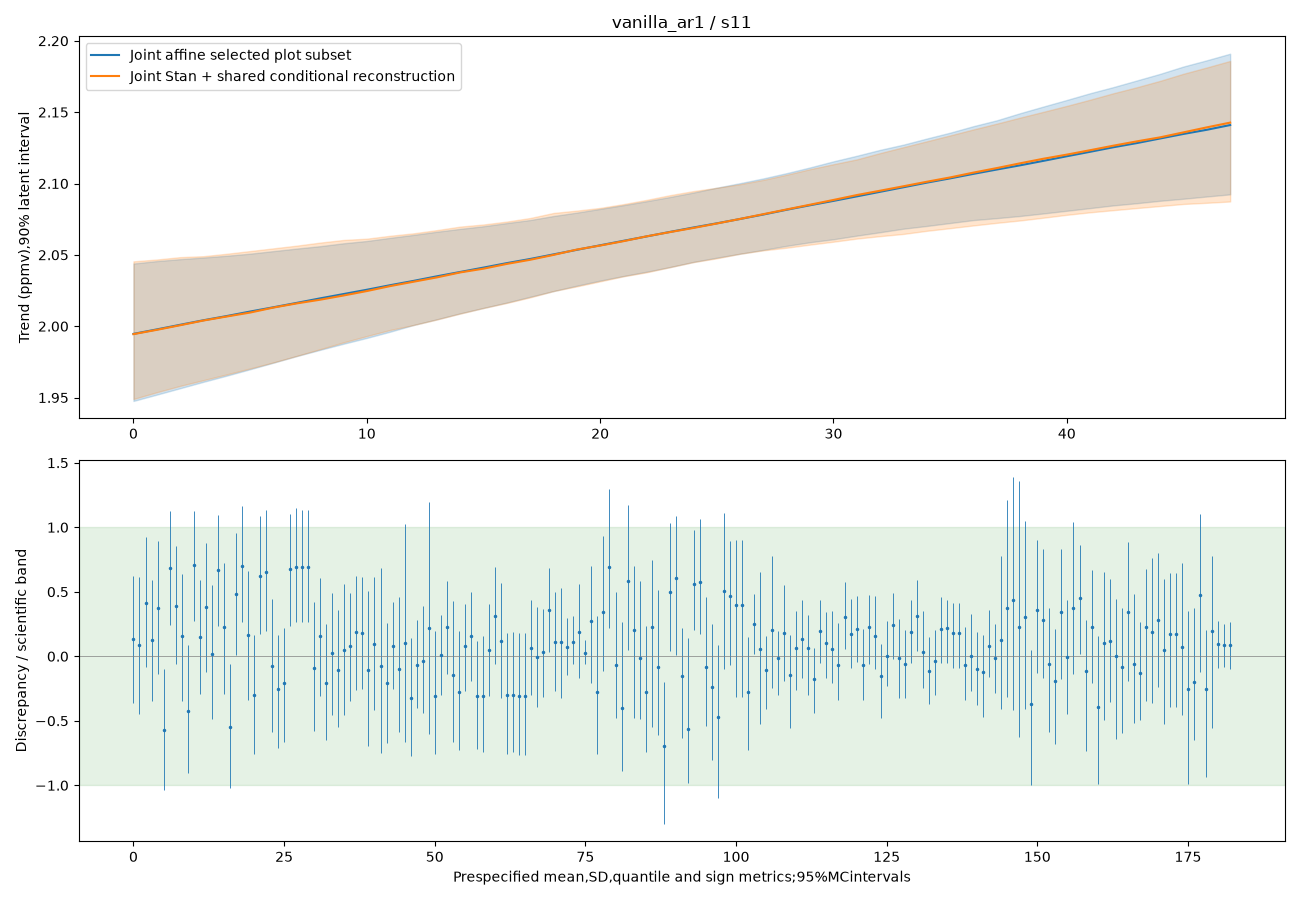 vanilla_ar1 / s11
Joint affine selected plot subset
Joint Stan + shared conditional reconstruction
Trend (ppmv),90% latent interval
2.20
2.15
2.10
2.05
2.00
1.95
0 10 20 30 40
Discrepancy / scientific band
1.5
1.0
0.5
0.0
−0.5
−1.0
0 25 50 75 100 125 150 175
Prespecified mean,SD,quantile and sign metrics;95%MCintervals